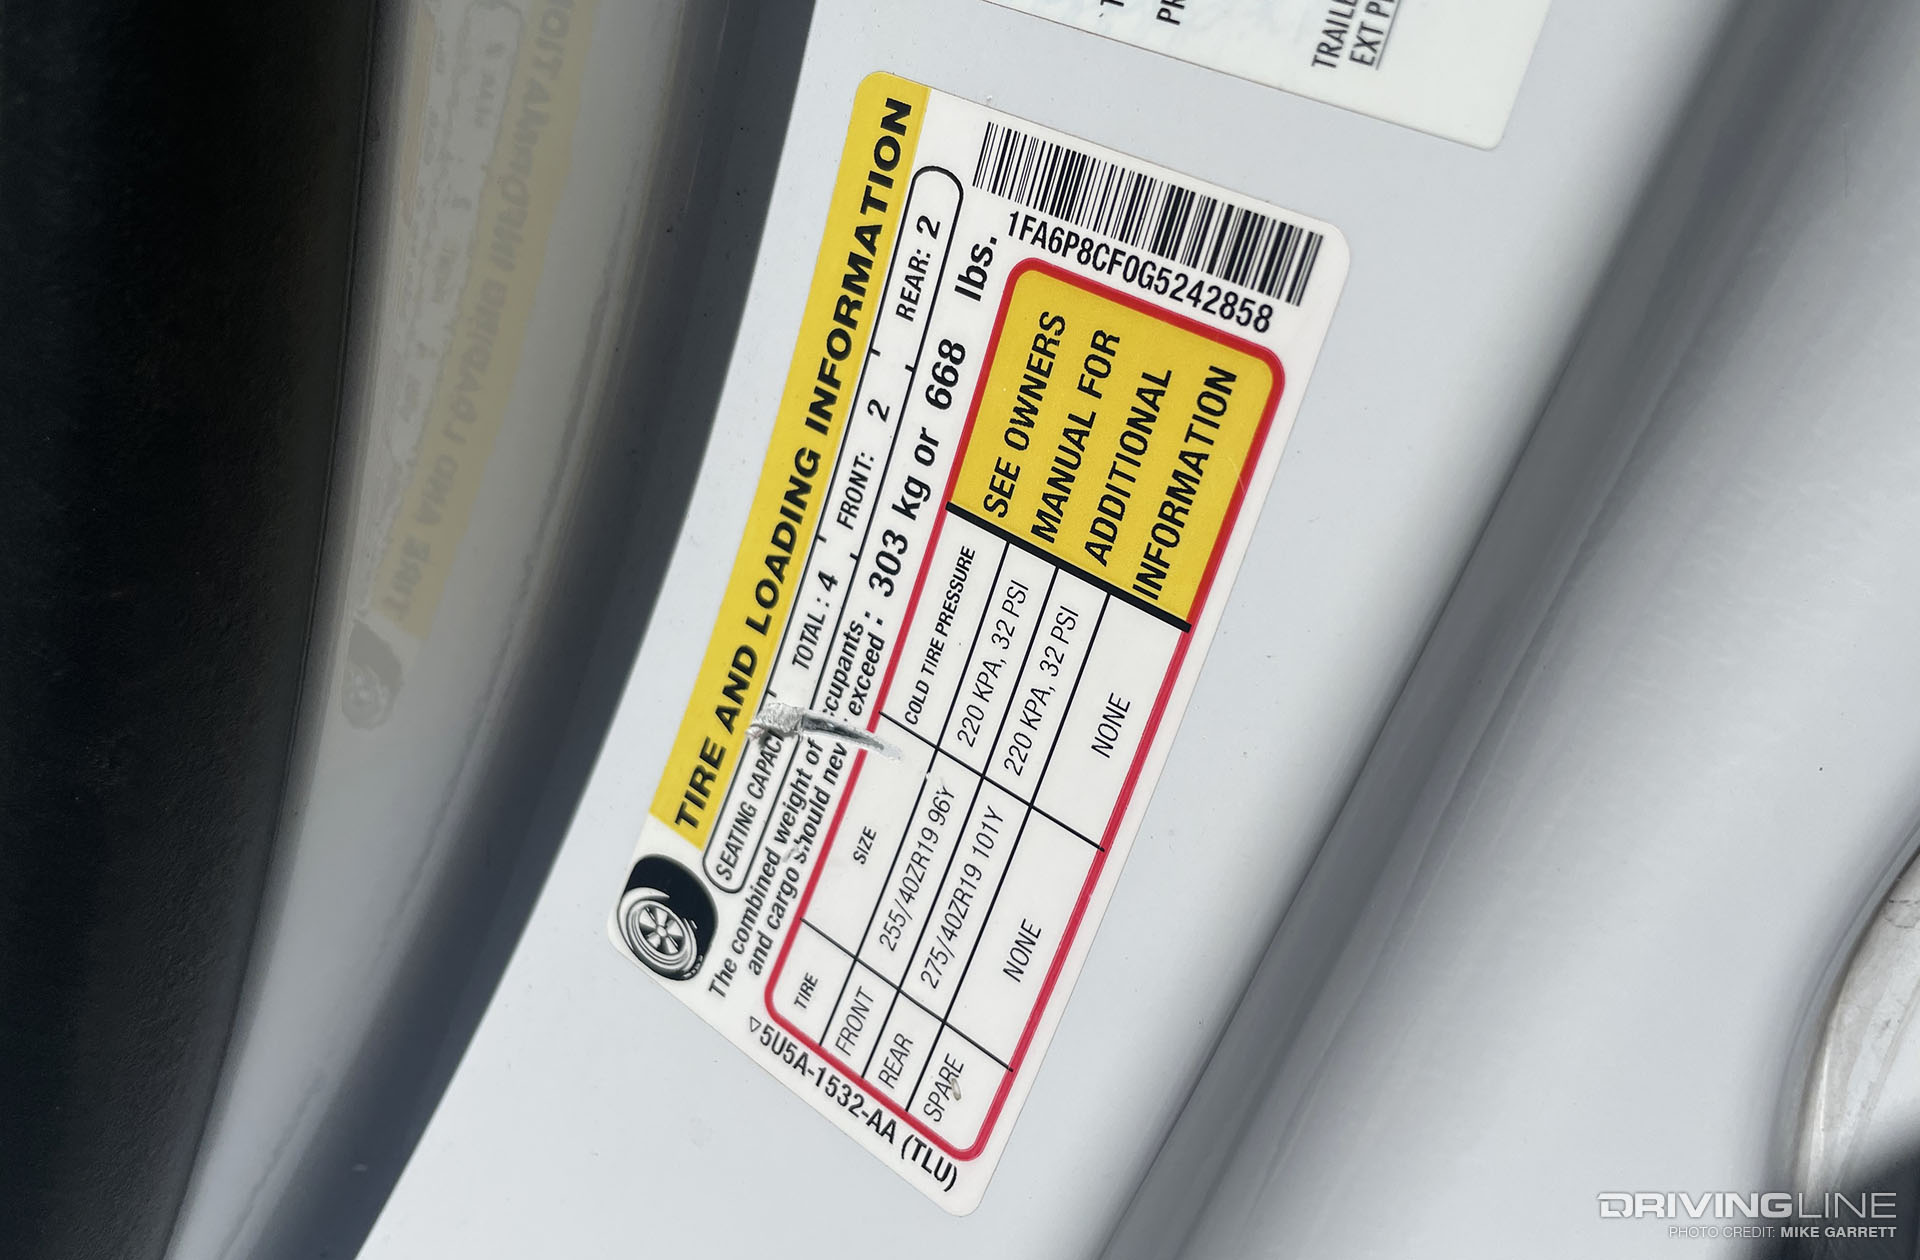 TRAILE
EXT P
TIRE AND LOADING INFORMATION
SEATING CAPACI TOTAL : 4 FRONT: 2 REAR: 2
The combined weight of ccupants
and cargo should nev exceed : 303 kg or 668 lbs.
TIRE SIZE COLD TIRE PRESSURE
FRONT 255/40ZR19 96Y 220 KPA, 32 PSI
REAR 275/40ZR19 101Y 220 KPA, 32 PSI
SPARE NONE NONE
SEE OWNERS
MANUAL FOR
ADDITIONAL
INFORMATION
1FA6P8CF0G5242858
5U5A-1532-AA (TLU)
DRIVINGLINE
PHOTO CREDIT: MIKE GARRETT